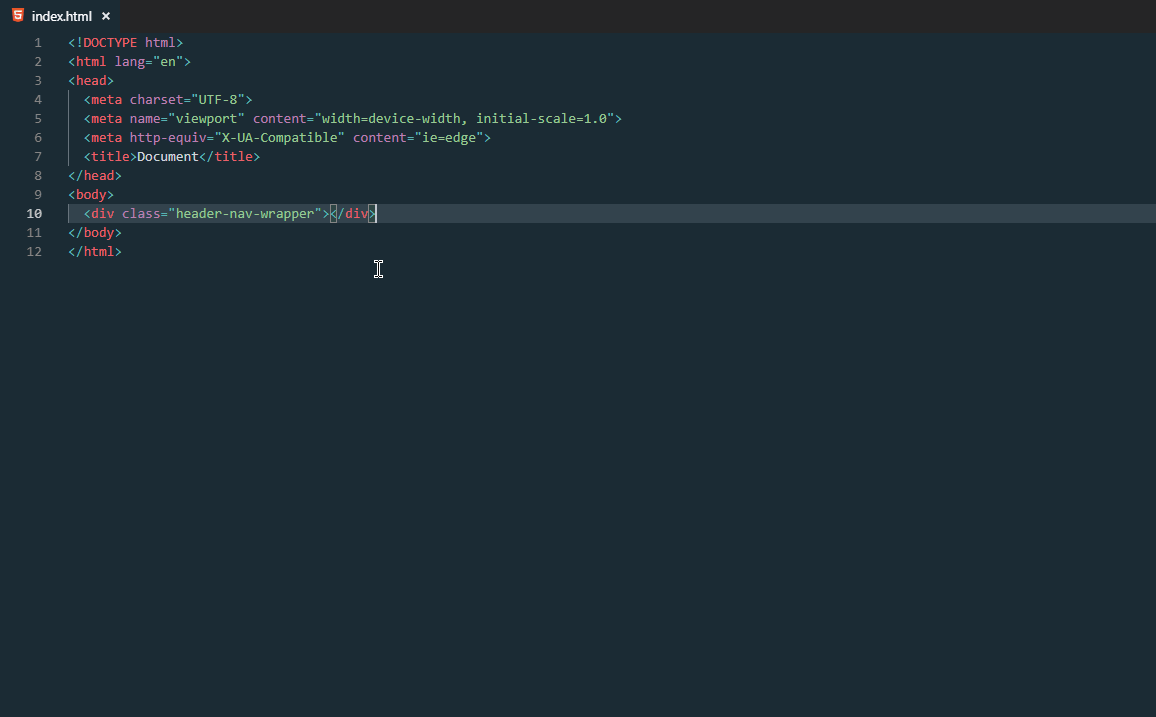 index.html ×
1 <!DOCTYPE html>
2 <html lang="en">
3 <head>
4   <meta charset="UTF-8">
5   <meta name="viewport" content="width=device-width, initial-scale=1.0">
6   <meta http-equiv="X-UA-Compatible" content="ie=edge">
7   <title>Document</title>
8 </head>
9 <body>
10   <div class="header-nav-wrapper"></div>
11 </body>
12 </html>